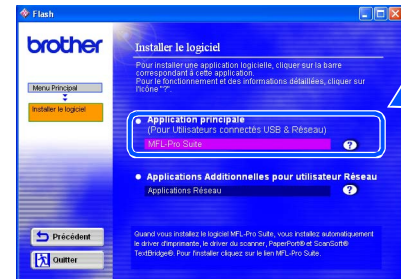 Flash
brother
Installer le logiciel
Pour installer une application logicielle, cliquer sur la barre
correspondant à cette application.
Pour le fonctionnement et des informations détaillées, cliquer sur
l'icône "?".
Menu Principal
Installer le logiciel
Application principale
(Pour Utilisateurs connectés USB & Réseau)
MFL-Pro Suite
?
Applications Additionnelles pour utilisateur Réseau
Applications Réseau
?
Précédent
Quitter
Quand vous installez le logiciel MFL-Pro Suite, vous installez automatiquement
le driver d'imprimante, le driver du scanner, PaperPort® et ScanSoft®
TextBridge®. Pour l'installer cliquez sur le lien MFL-Pro Suite.